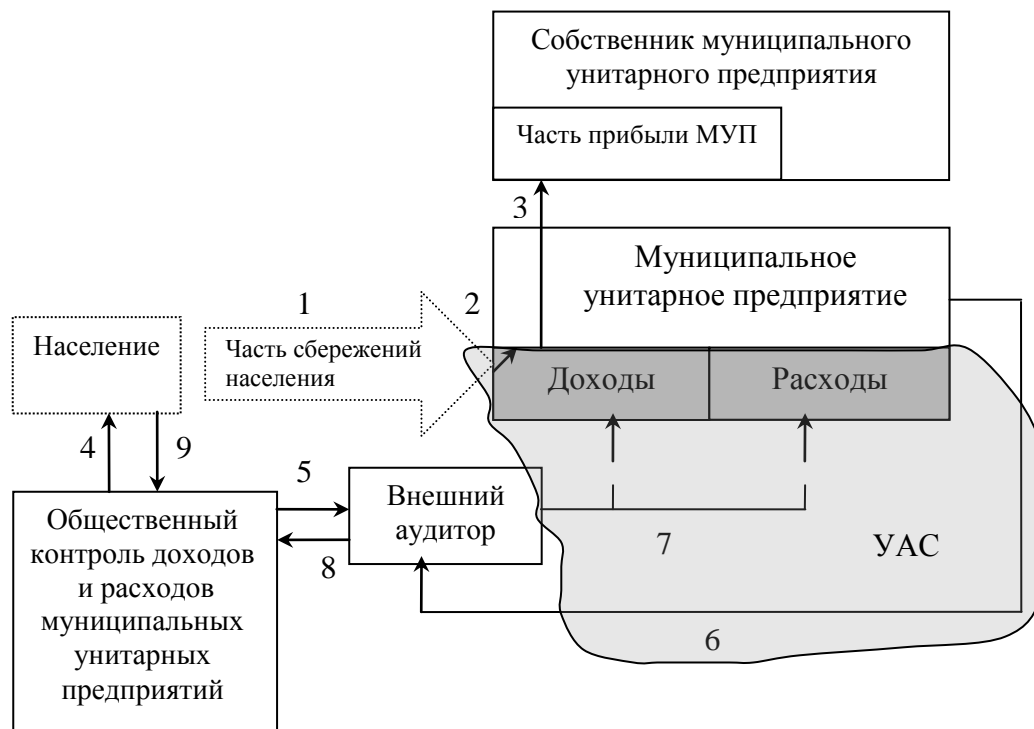 Собственник муниципального
унитарного предприятия
Часть прибыли МУП
3
Муниципальное
унитарное предприятие
1
2
Население
Часть сбережений
населения
Доходы
Расходы
4
9
5
Внешний
аудитор
Общественный
контроль доходов
и расходов
муниципальных
унитарных
предприятий
8
7
УАС
6